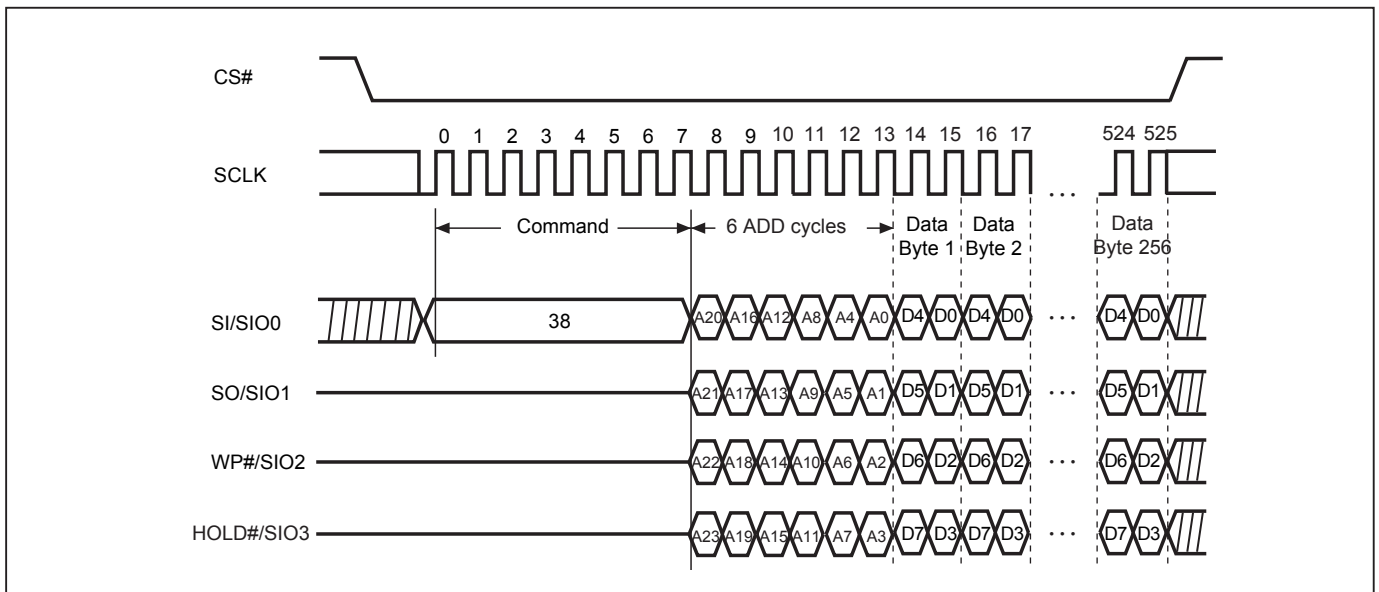 CS#
0 1 2 3 4 5 6 7 8 9 10 11 12 13 14 15 16 17 524 525
SCLK
Command 6 ADD cycles Data Data Data
Byte 1 Byte 2 Byte 256
SI/SIO0 38 A20 A16 A12 A8 A4 A0 D4 D0 D4 D0 D4 D0
SO/SIO1 A21 A17 A13 A9 A5 A1 D5 D1 D5 D1 D5 D1
WP#/SIO2 A22 A18 A14 A10 A6 A2 D6 D2 D6 D2 D6 D2
HOLD#/SIO3 A23 A19 A15 A11 A7 A3 D7 D3 D7 D3 D7 D3